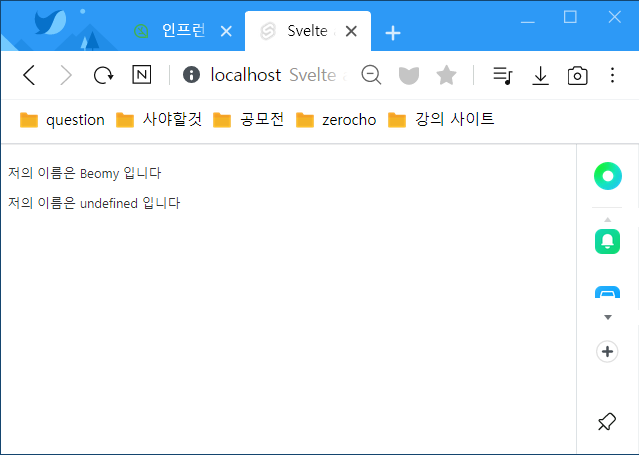 인프런
Svelte
N
localhost Svelte
question
사야할것
공모전
zerocho
강의 사이트
저의 이름은 Beomy 입니다
저의 이름은 undefined 입니다